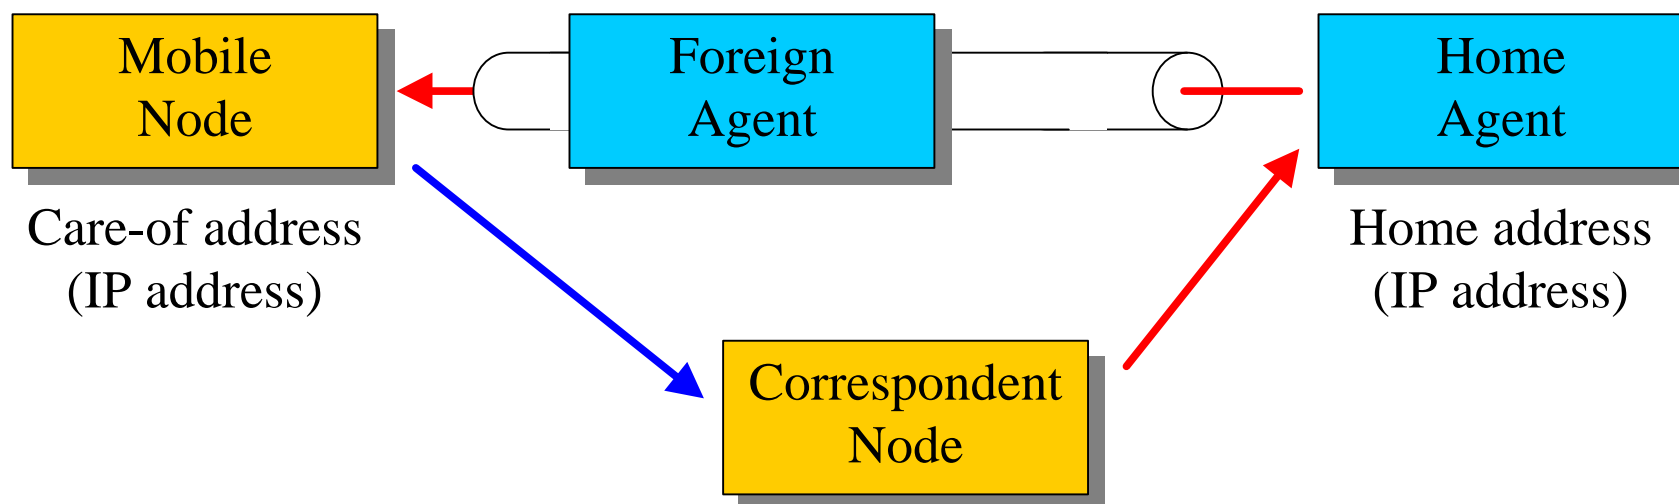 Mobile
Node
Foreign
Agent
Home
Agent
Care-of address
(IP address)
Home address
(IP address)
Correspondent
Node